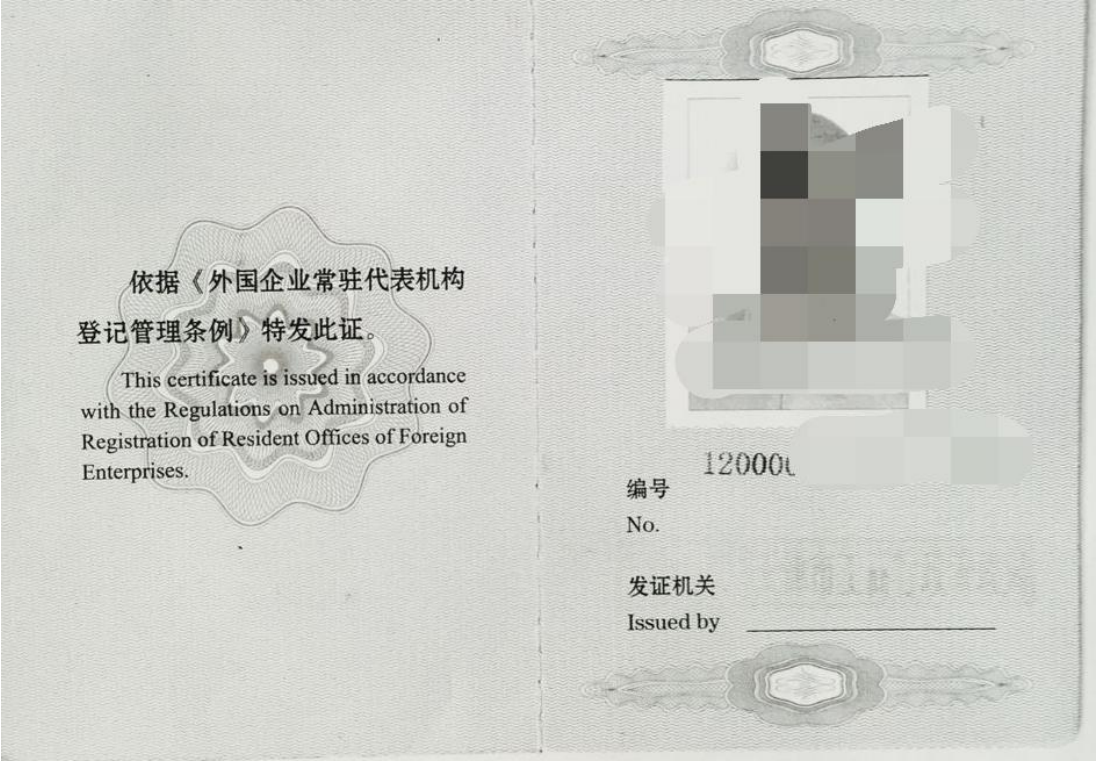 依据《外国企业常驻代表机构
登记管理条例》特发此证。
This certificate is issued in accordance
with the Regulations on Administration of
Registration of Resident Offices of Foreign
Enterprises.
120000
编号
No.
发证机关
Issued by